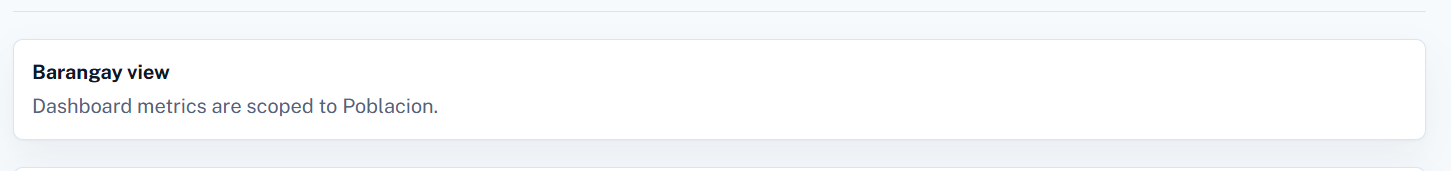 Barangay view
Dashboard metrics are scoped to Poblacion.